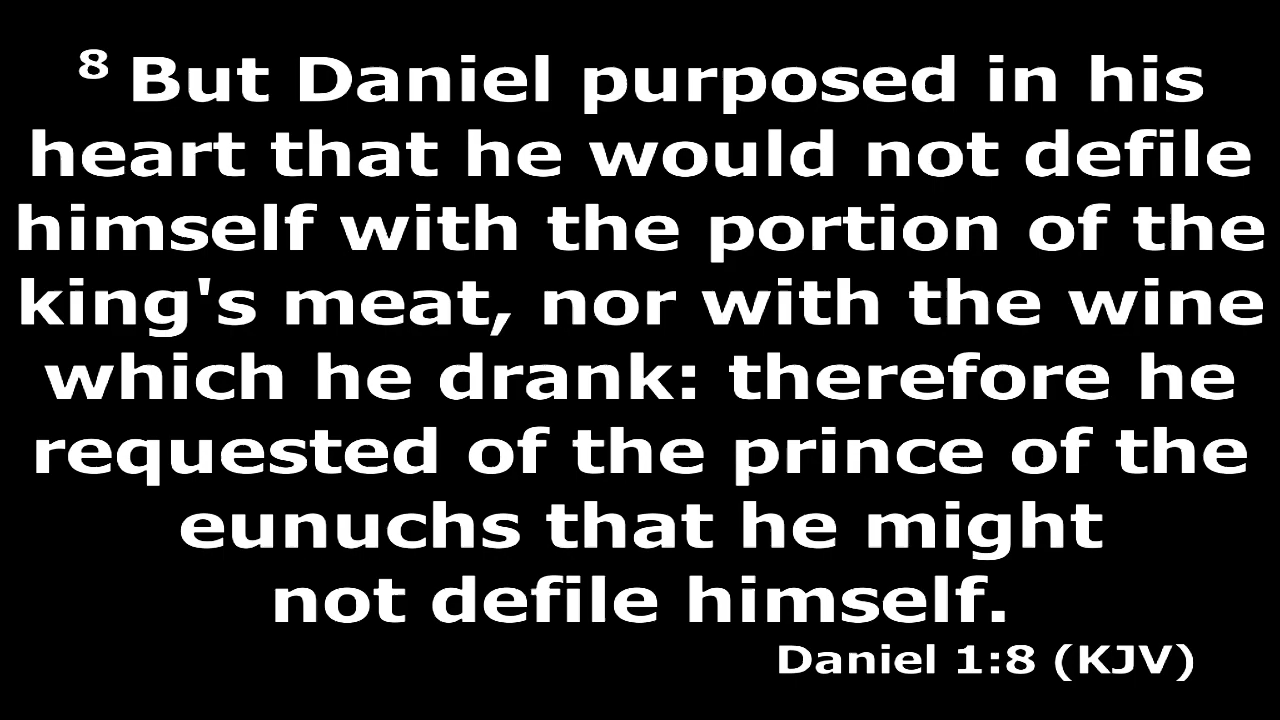 8 But Daniel purposed in his
heart that he would not defile
himself with the portion of the
king's meat, nor with the wine
which he drank: therefore he
requested of the prince of the
eunuchs that he might
not defile himself.
Daniel 1:8 (KJV)